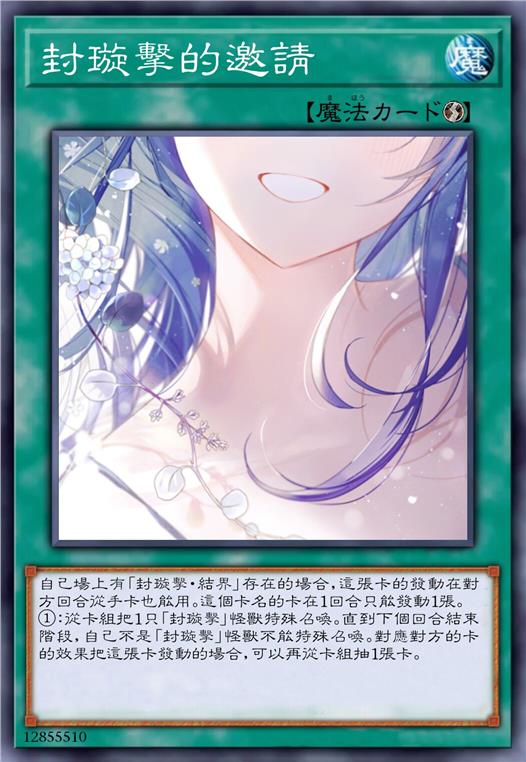 封璇擊的邀請
魔
【魔法カード】
まほう
自己場上有「封璇擊・結界」存在的場合，這張卡的發動在對
方回合從手卡也能用。這個卡名的卡在1回合只能發動1張。
①：從卡組把1只「封璇擊」怪獸特殊召喚。直到下個回合結束
階段，自己不是「封璇擊」怪獸不能特殊召喚。對應對方的卡
的效果把這張卡發動的場合，可以再從卡組抽1張卡。
12855510